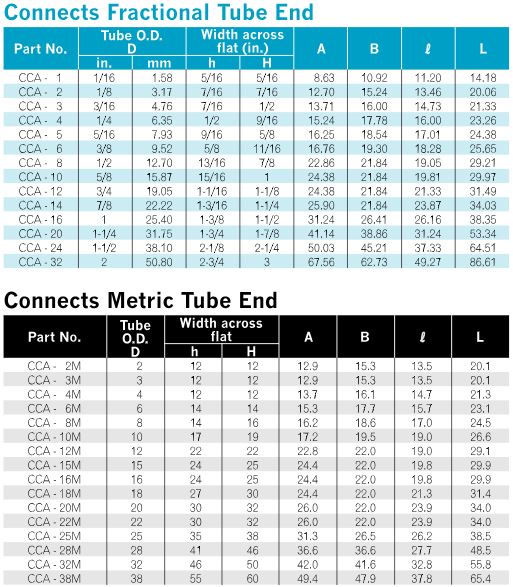 Connects Fractional Tube End
Part No. Tube O.D. D Width across flat (in.) A B ℓ L
in. mm h H
CCA - 1 1/16 1.58 5/16 5/16 8.63 10.92 11.20 14.18
CCA - 2 1/8 3.17 7/16 7/16 12.70 15.24 13.46 20.06
CCA - 3 3/16 4.76 7/16 1/2 13.71 16.00 14.73 21.33
CCA - 4 1/4 6.35 1/2 9/16 15.24 17.78 16.00 23.26
CCA - 5 5/16 7.93 9/16 5/8 16.25 18.54 17.01 24.38
CCA - 6 3/8 9.52 5/8 11/16 16.76 19.30 18.28 25.65
CCA - 8 1/2 12.70 13/16 7/8 22.86 21.84 19.05 29.21
CCA - 10 5/8 15.87 15/16 1 24.38 21.84 19.81 29.97
CCA - 12 3/4 19.05 1-1/16 1-1/8 24.38 21.84 21.33 31.49
CCA - 14 7/8 22.22 1-3/16 1-1/4 25.90 21.84 23.87 34.03
CCA - 16 1 25.40 1-3/8 1-1/2 31.24 26.41 26.16 38.35
CCA - 20 1-1/4 31.75 1-3/4 1-7/8 41.14 38.86 31.24 53.34
CCA - 24 1-1/2 38.10 2-1/8 2-1/4 50.03 45.21 37.33 64.51
CCA - 32 2 50.80 2-3/4 3 67.56 62.73 49.27 86.61
Connects Metric Tube End
Part No. Tube O.D. D Width across flat A B ℓ L
h H
CCA - 2M 2 12 12 12.9 15.3 13.5 20.1
CCA - 3M 3 12 12 12.9 15.3 13.5 20.1
CCA - 4M 4 12 12 13.7 16.1 14.7 21.3
CCA - 6M 6 14 14 15.3 17.7 15.7 23.1
CCA - 8M 8 14 16 16.2 18.6 17.0 24.5
CCA - 10M 10 17 19 17.2 19.5 19.0 26.6
CCA - 12M 12 22 22 22.8 22.0 19.0 29.1
CCA - 15M 15 24 25 24.4 22.0 19.8 29.9
CCA - 16M 16 24 25 24.4 22.0 19.8 29.9
CCA - 18M 18 27 30 24.4 22.0 21.3 31.4
CCA - 20M 20 30 32 26.0 22.0 23.9 34.0
CCA - 22M 22 30 32 26.0 22.0 23.9 34.0
CCA - 25M 25 35 38 31.3 26.5 26.2 38.5
CCA - 28M 28 41 46 36.6 36.6 27.7 48.5
CCA - 32M 32 46 50 42.0 41.6 32.8 55.8
CCA - 38M 38 55 60 49.4 47.9 37.8 65.4